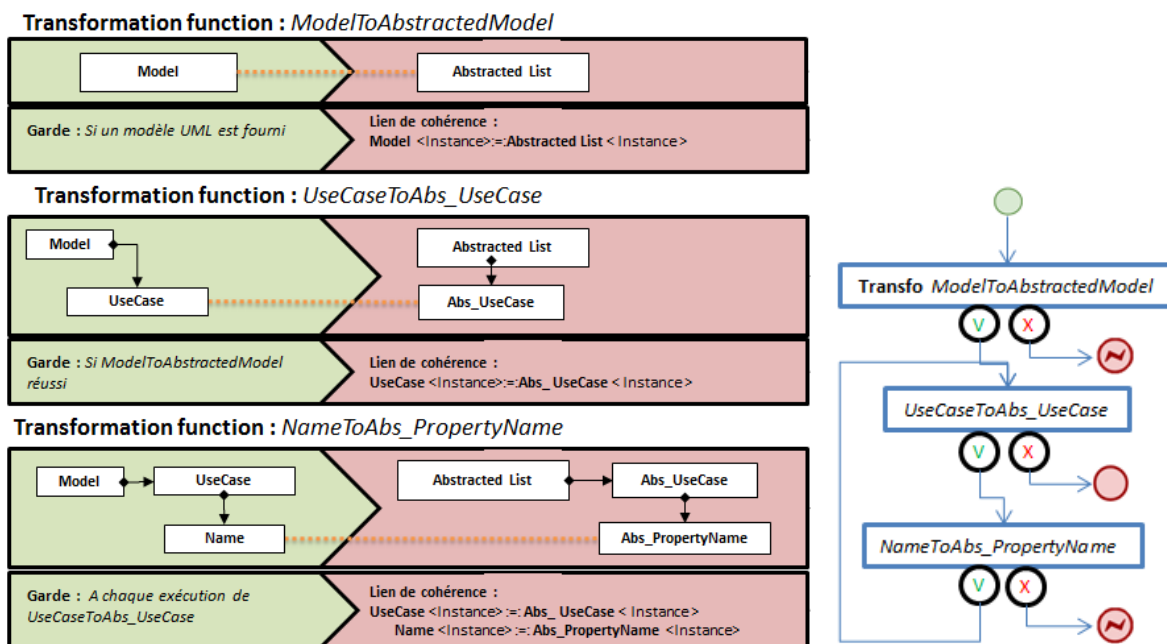 Transformation function : ModelToAbstractedModel
Model
Abstracted List
Garde : Si un modèle UML est fourni
Lien de cohérence :
Model <Instance>:=:Abstracted List < Instance>
Transformation function : UseCaseToAbs_UseCase
Model
Abstracted List
UseCase
Abs_UseCase
Garde : Si ModelToAbstractedModel
réussi
Lien de cohérence :
UseCase <Instance>:=:Abs_ UseCase < Instance>
Transformation function : NameToAbs_PropertyName
Model
UseCase
Abstracted List
Abs_UseCase
Name
Abs_PropertyName
Garde : A chaque exécution de
UseCaseToAbs_UseCase
Lien de cohérence :
UseCase <Instance> :=: Abs_ UseCase < Instance>
Name <Instance> :=: Abs_PropertyName <Instance>
Transfo ModelToAbstractedModel
V X
UseCaseToAbs_UseCase
V X
NameToAbs_PropertyName
V X